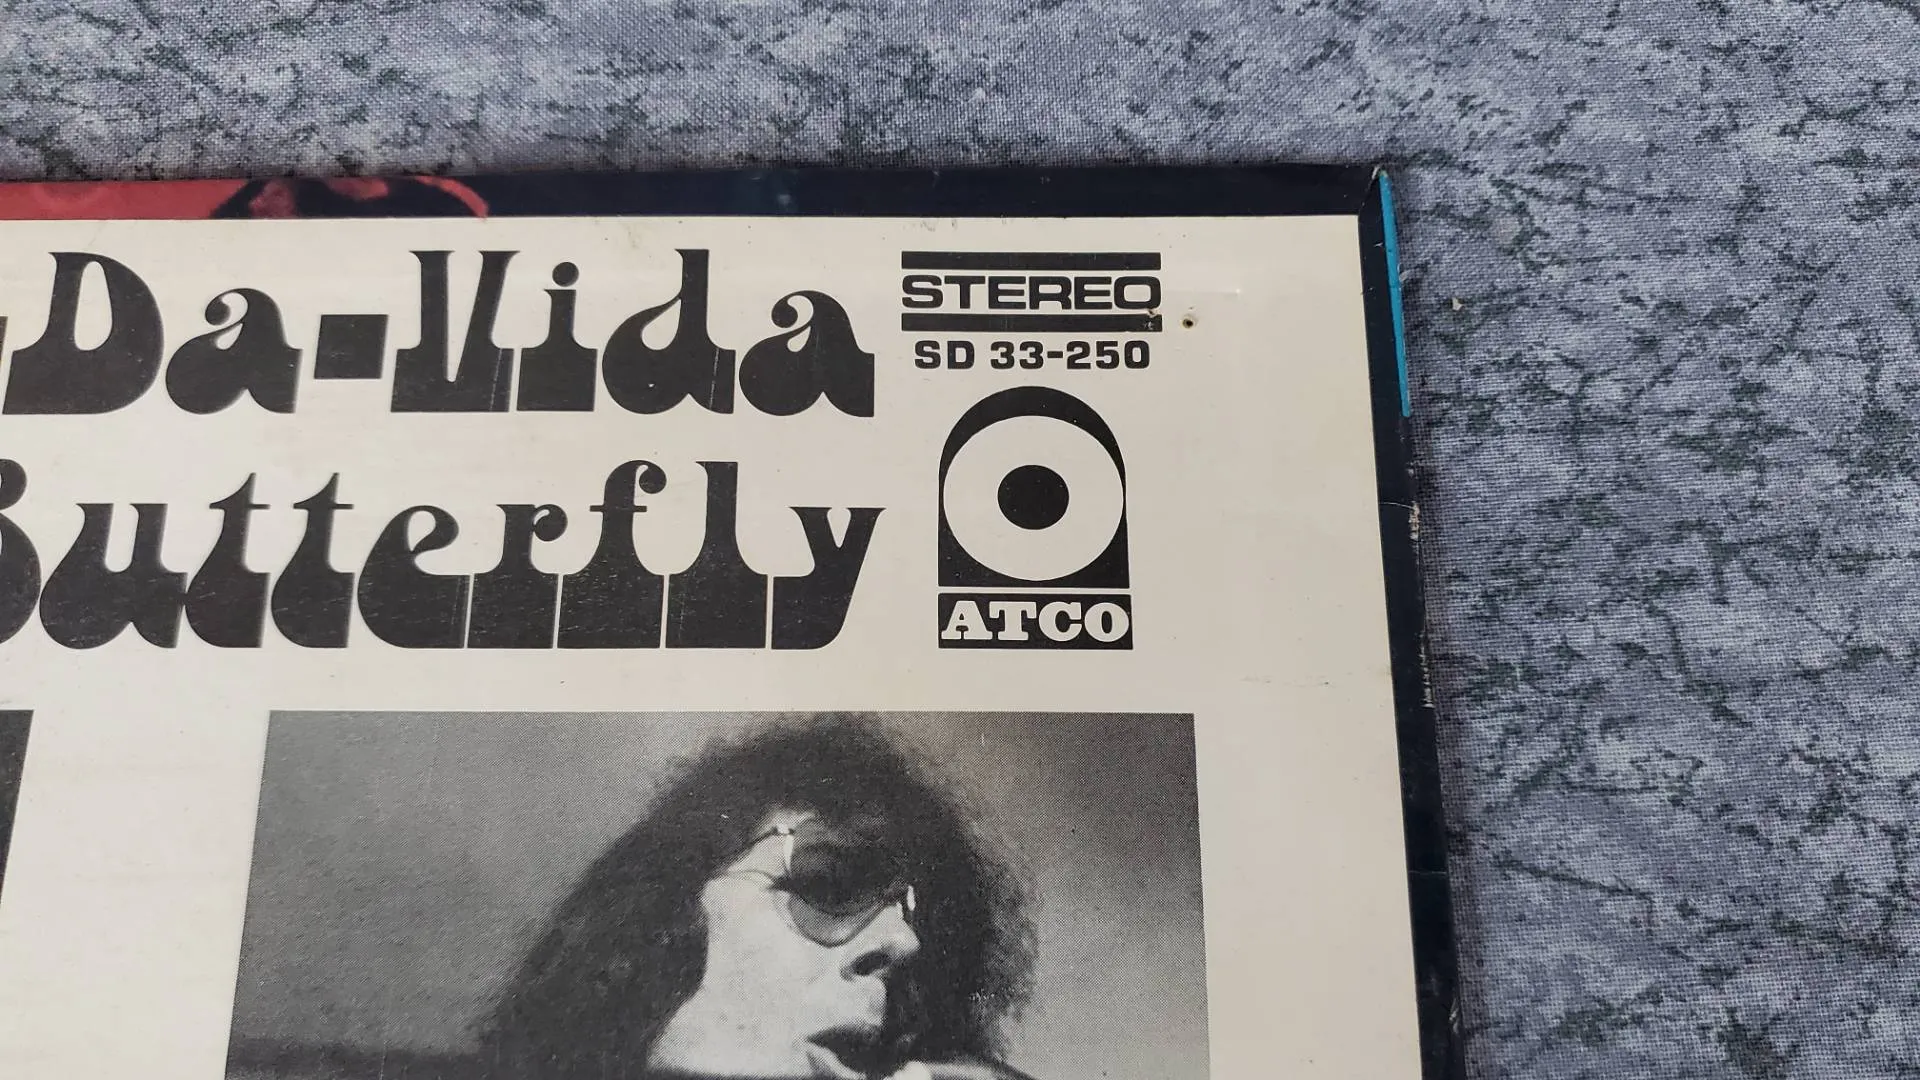 Da-Vida
Butterfly
STEREO
SD 33-250
ATCO